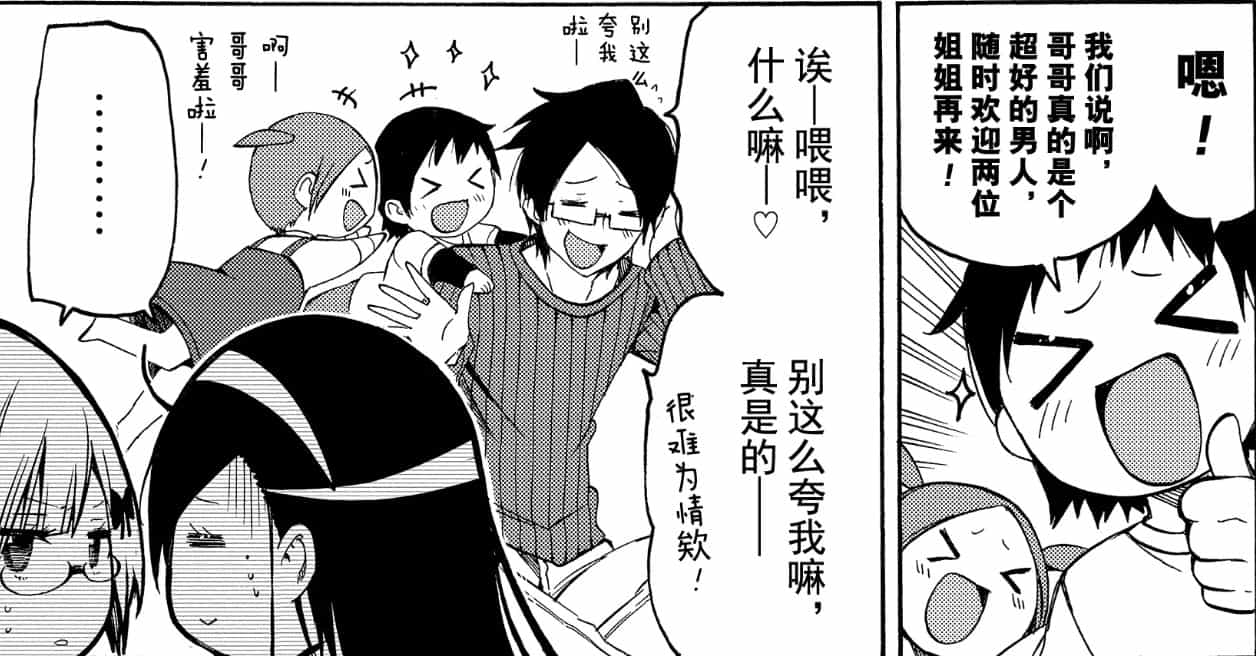 嗯！
我们说啊，
哥哥真的是个
超好的男人，
随时欢迎两位
姐姐再来！
诶—喂喂，
什么嘛—♡
别这么夸我嘛，
真是的—
很难为情欸！
别这么
夸我
啦—
啊—
哥哥
害羞啦—！
………